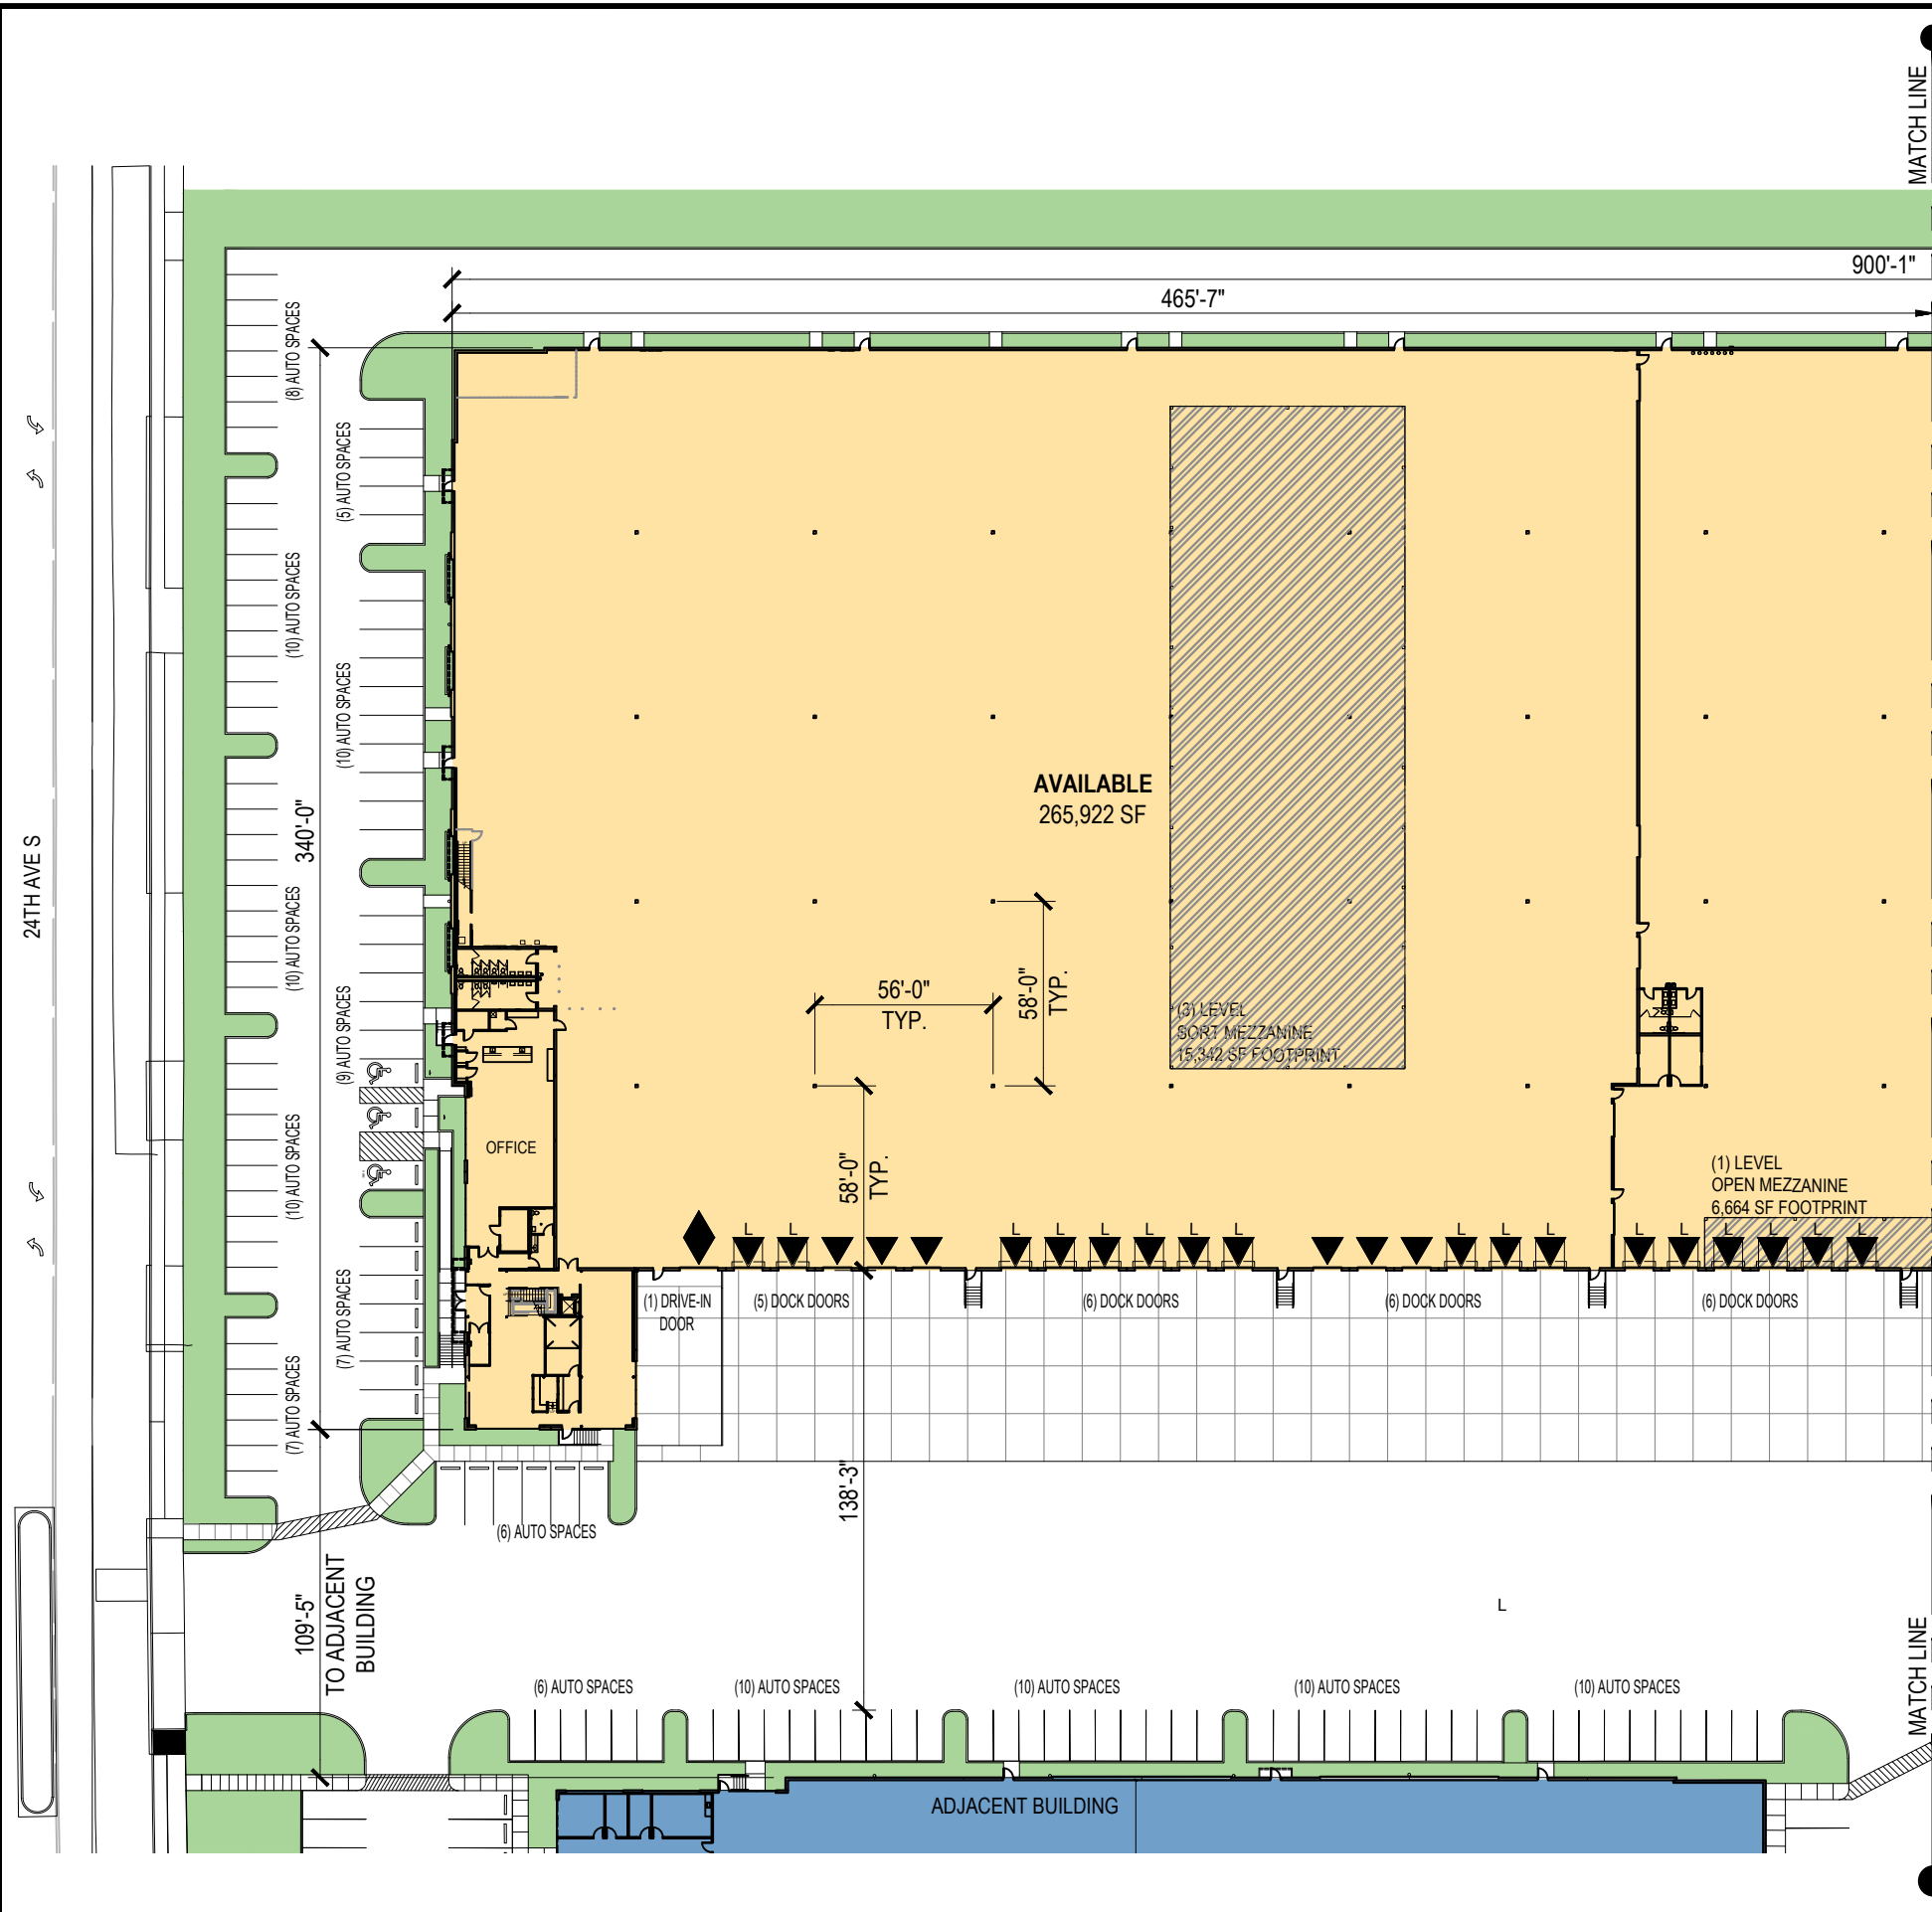 MATCH LINE
900'-1"
465'-7"
(8) AUTO SPACES
(5) AUTO SPACES
(10) AUTO SPACES
(10) AUTO SPACES
340'-0"
24TH AVE S
AVAILABLE
265,922 SF
(10) AUTO SPACES
(9) AUTO SPACES
56'-0"
TYP.
58'-0"
TYP.
(3) LEVEL
SORT MEZZANINE
15,342 SF FOOTPRINT
(10) AUTO SPACES
OFFICE
58'-0"
TYP.
(1) LEVEL
OPEN MEZZANINE
6,664 SF FOOTPRINT
L L L L L L L L L L L L L L L L L
(7) AUTO SPACES
(7) AUTO SPACES
(1) DRIVE-IN
DOOR
(5) DOCK DOORS
(6) DOCK DOORS
(6) DOCK DOORS
(6) DOCK DOORS
138'-3"
(6) AUTO SPACES
109'-5"
TO ADJACENT
BUILDING
L
MATCH LINE
(6) AUTO SPACES
(10) AUTO SPACES
(10) AUTO SPACES
(10) AUTO SPACES
(10) AUTO SPACES
ADJACENT BUILDING